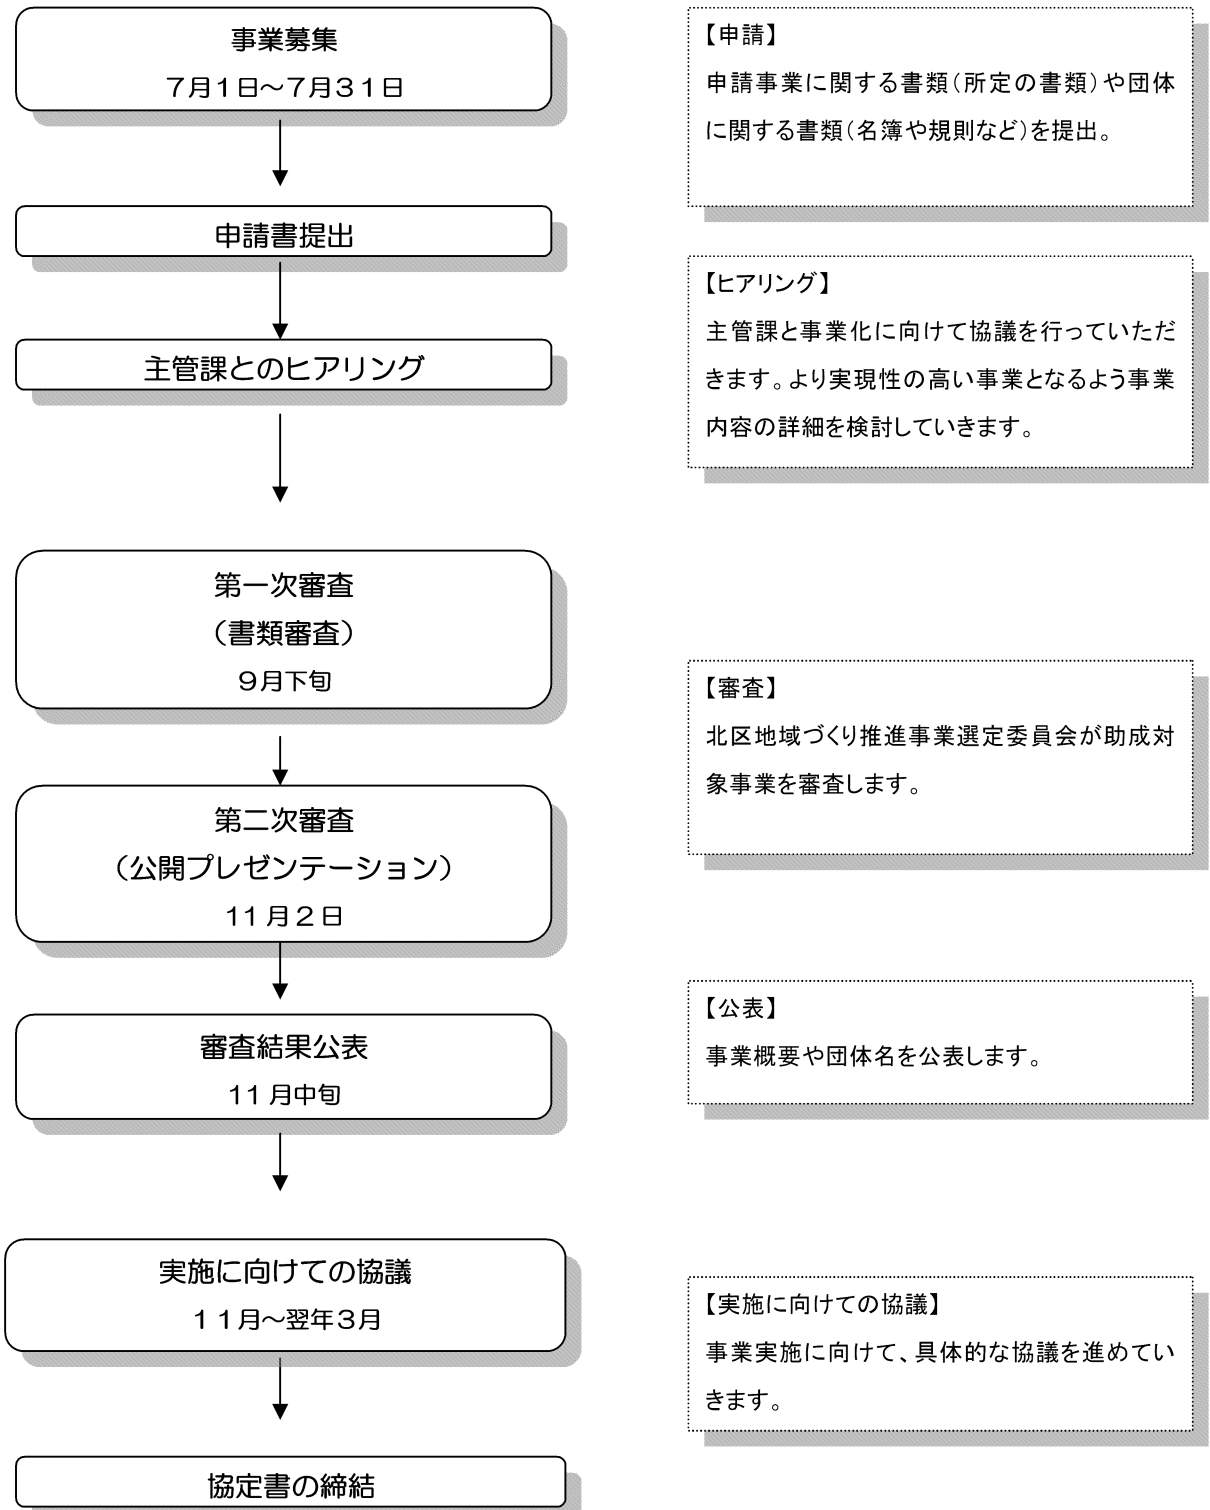 事業募集
7月1日～7月31日
申請書提出
主管課とのヒアリング
第一次審査
（書類審査）
9月下旬
第二次審査
（公開プレゼンテーション）
11月2日
審査結果公表
11月中旬
実施に向けての協議
11月～翌年3月
協定書の締結
【申請】
申請事業に関する書類（所定の書類）や団体
に関する書類（名簿や規則など）を提出。
【ヒアリング】
主管課と事業化に向けて協議を行っていただ
きます。より実現性の高い事業となるよう事業
内容の詳細を検討していきます。
【審査】
北区地域づくり推進事業選定委員会が助成対
象事業を審査します。
【公表】
事業概要や団体名を公表します。
【実施に向けての協議】
事業実施に向けて、具体的な協議を進めてい
きます。